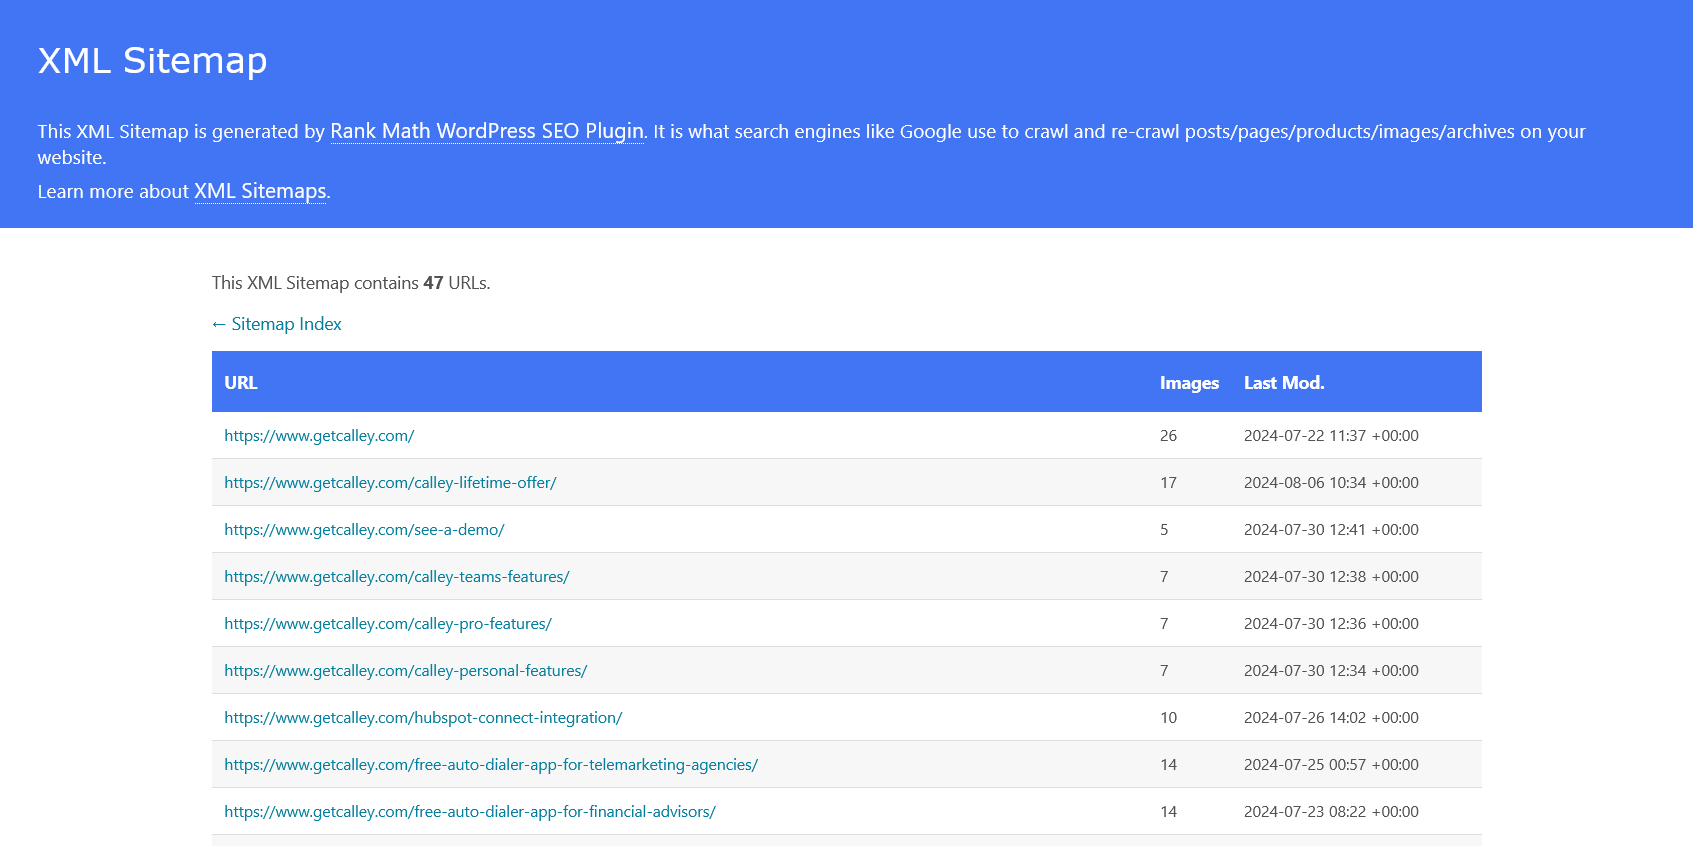 XML Sitemap
This XML Sitemap is generated by Rank Math WordPress SEO Plugin. It is what search engines like Google use to crawl and re-crawl posts/pages/products/images/archives on your
website.
Learn more about XML Sitemaps.
This XML Sitemap contains 47 URLs.
← Sitemap Index
URL Images Last Mod.
https://www.getcalley.com/ 26 2024-07-22 11:37 +00:00
https://www.getcalley.com/calley-lifetime-offer/ 17 2024-08-06 10:34 +00:00
https://www.getcalley.com/see-a-demo/ 5 2024-07-30 12:41 +00:00
https://www.getcalley.com/calley-teams-features/ 7 2024-07-30 12:38 +00:00
https://www.getcalley.com/calley-pro-features/ 7 2024-07-30 12:36 +00:00
https://www.getcalley.com/calley-personal-features/ 7 2024-07-30 12:34 +00:00
https://www.getcalley.com/hubspot-connect-integration/ 10 2024-07-26 14:02 +00:00
https://www.getcalley.com/free-auto-dialer-app-for-telemarketing-agencies/ 14 2024-07-25 00:57 +00:00
https://www.getcalley.com/free-auto-dialer-app-for-financial-advisors/ 14 2024-07-23 08:22 +00:00